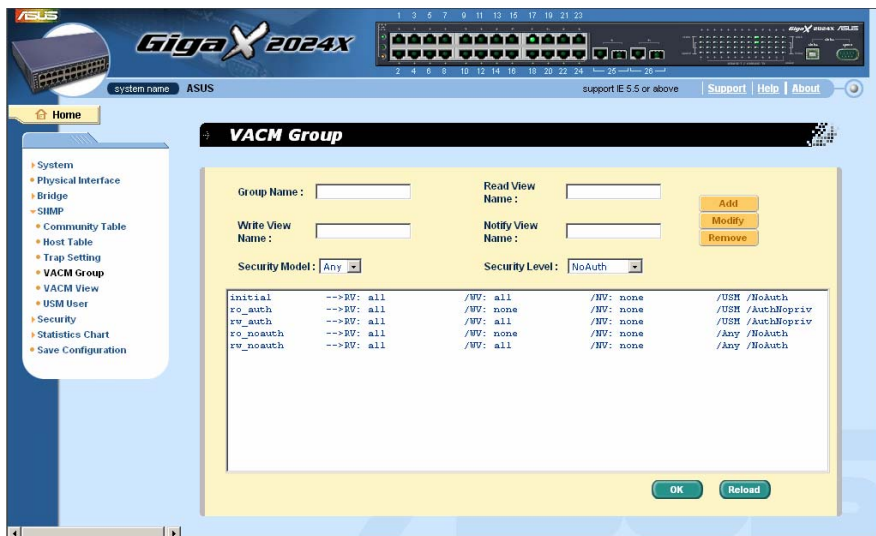 ASUS
GigaX 2024X
1 3 5 7 9 11 13 15 17 19 21 23
2 4 6 8 10 12 14 16 18 20 22 24 25 26
GigaX 2024X ASUS
system name ASUS
support IE 5.5 or above
Support | Help | About
Home
System
Physical Interface
Bridge
SNMP
Community Table
Host Table
Trap Setting
VACM Group
VACM View
USM User
Security
Statistics Chart
Save Configuration
VACM Group
Group Name :
Read View Name :
Write View Name :
Notify View Name :
Security Model : Any
Security Level : NoAuth
Add
Modify
Remove
initial -->RV: all /WV: all /NV: none /USM /NoAuth
ro_auth -->RV: all /WV: none /NV: none /USM /AuthNopriv
rw_auth -->RV: all /WV: all /NV: none /USM /AuthNopriv
ro_noauth -->RV: all /WV: none /NV: none /Any /NoAuth
rw_noauth -->RV: all /WV: all /NV: none /Any /NoAuth
OK
Reload